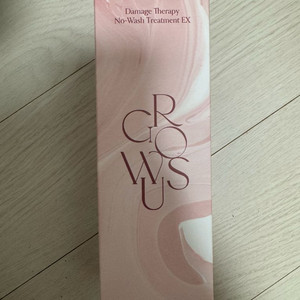 Damage Therapy
No-Wash Treatment EX
GROWUS